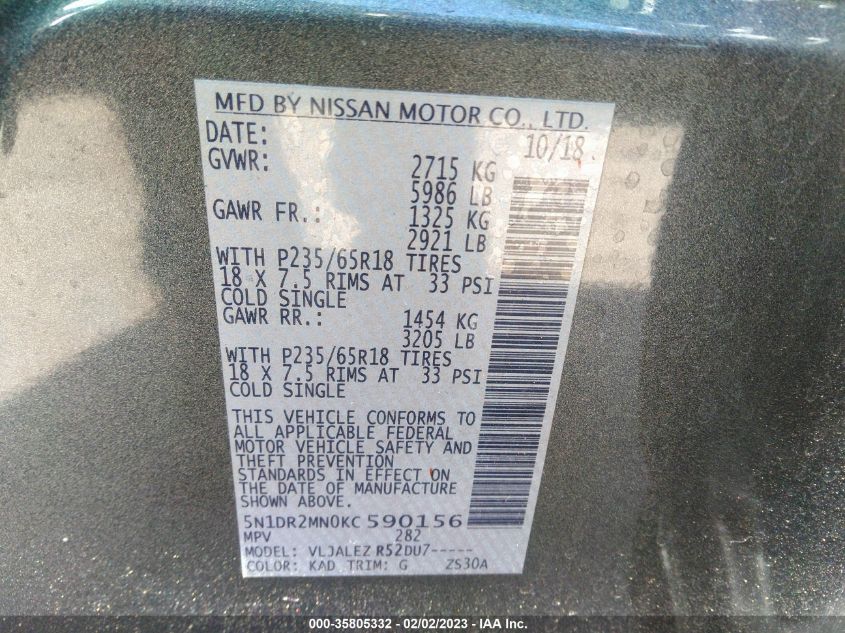 MFD BY NISSAN MOTOR CO., LTD.
DATE: 10/18
GVWR: 2715 KG
5986 LB
GAWR FR.: 1325 KG
2921 LB
WITH P235/65R18 TIRES
18 X 7.5 RIMS AT 33 PSI
COLD SINGLE
GAWR RR.: 1454 KG
3205 LB
WITH P235/65R18 TIRES
18 X 7.5 RIMS AT 33 PSI
COLD SINGLE
THIS VEHICLE CONFORMS TO
ALL APPLICABLE FEDERAL
MOTOR VEHICLE SAFETY AND
THEFT PREVENTION
STANDARDS IN EFFECT ON
THE DATE OF MANUFACTURE
SHOWN ABOVE.
5N1DR2MN0KC590156
MPV 282
MODEL: VLJALEZ R52DU7-----
COLOR: KAD TRIM: G ZS30A
000-35805332 - 02/02/2023 - IAA Inc.